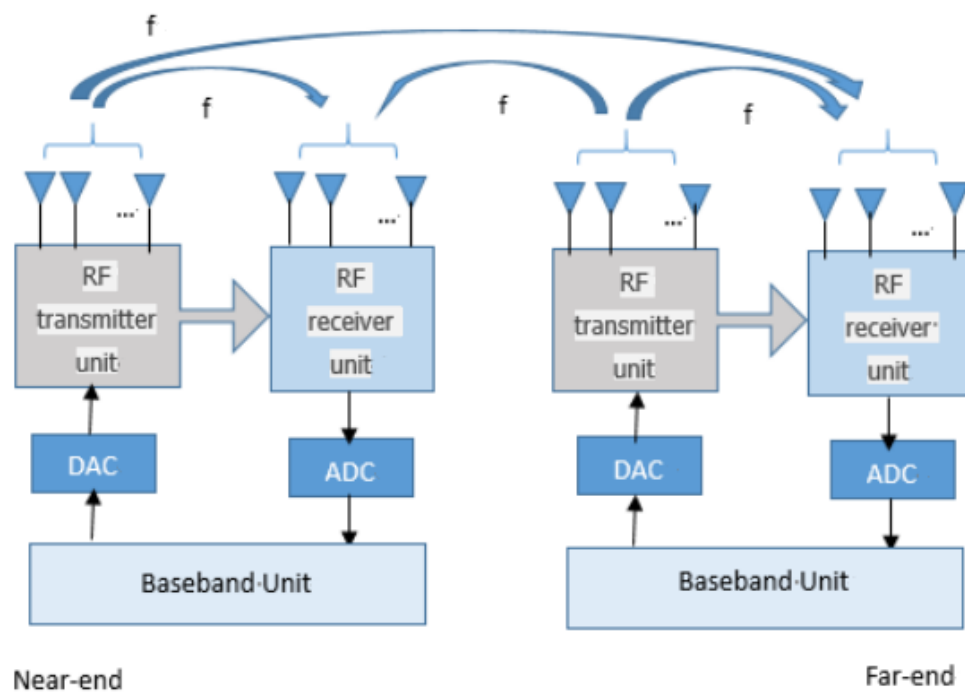 f
f
f
f
...
...
...
...
RF
transmitter
unit
RF
receiver
unit
RF
transmitter
unit
RF
receiver
unit
DAC
ADC
DAC
ADC
Baseband·Unit
Baseband·Unit
Near-end
Far-end